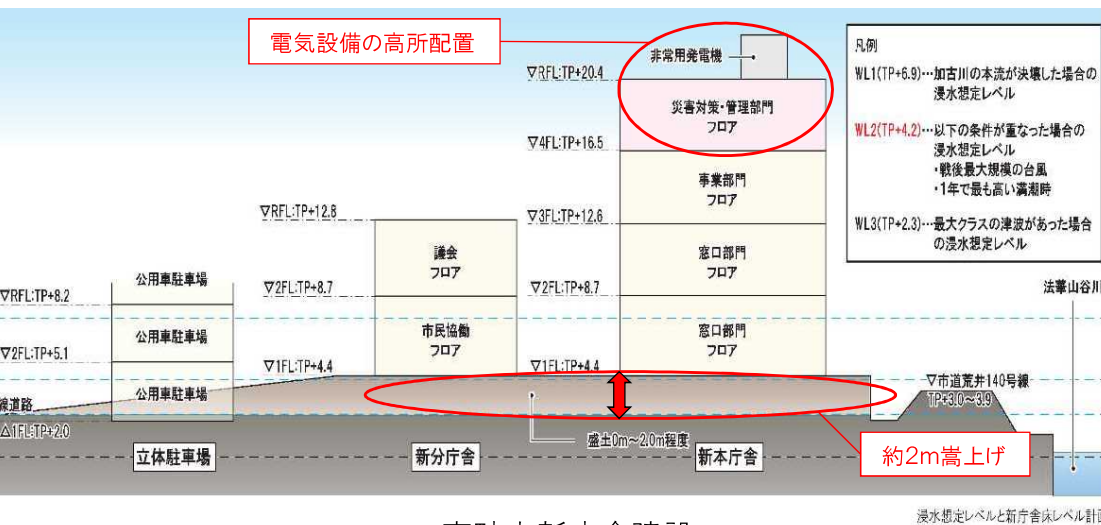 電気設備の高所配置
非常用発電機
▽RFL:TP+20.4
災害対策・管理部門
フロア
▽4FL:TP+16.5
事業部門
フロア
▽RFL:TP+12.8
▽3FL:TP+12.6
議会
フロア
窓口部門
フロア
公用車駐車場
▽2FL:TP+8.7
▽2FL:TP+8.7
▽RFL:TP+8.2
公用車駐車場
市民協働
フロア
窓口部門
フロア
▽2FL:TP+5.1
▽1FL:TP+4.4
▽1FL:TP+4.4
公用車駐車場
線道路
△1FL:TP+2.0
盛土0m～2.0m程度
立体駐車場
新分庁舎
新本庁舎
約2m嵩上げ
▽市道荒井140号線
TP+3.0～3.9
法華山谷川
凡例
WL1(TP+6.9)…加古川の本流が決壊した場合の
浸水想定レベル
WL2(TP+4.2)…以下の条件が重なった場合の
浸水想定レベル
・戦後最大規模の台風
・1年で最も高い満潮時
WL3(TP+2.3)…最大クラスの津波があった場合
の浸水想定レベル
浸水想定レベルと新庁舎床レベル計画